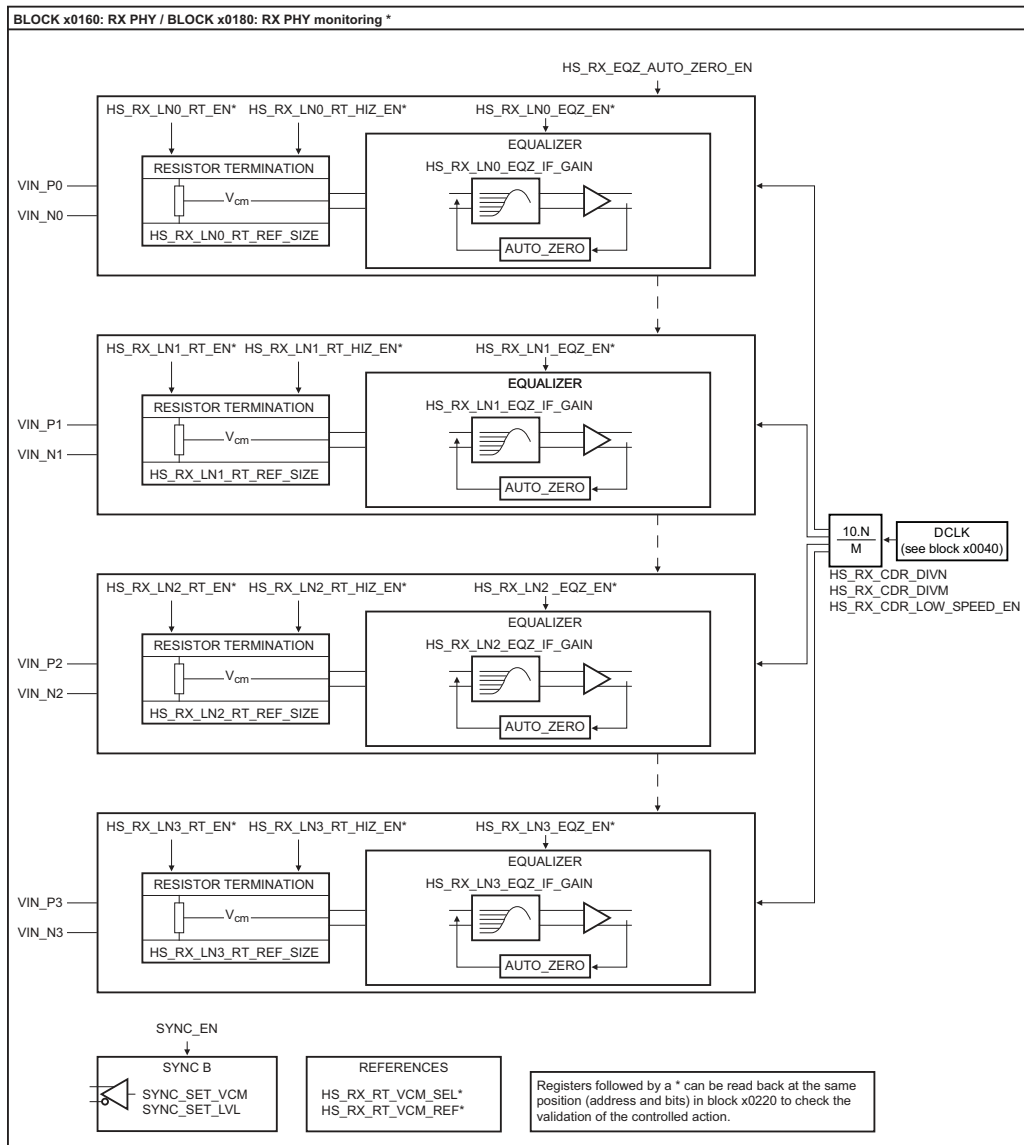 BLOCK x0160: RX PHY / BLOCK x0180: RX PHY monitoring *
HS_RX_EQZ_AUTO_ZERO_EN
HS_RX_LN0_RT_EN* HS_RX_LN0_RT_HIZ_EN* HS_RX_LN0_EQZ_EN*
EQUALIZER
RESISTOR TERMINATION
HS_RX_LN0_EQZ_IF_GAIN
VIN_P0
Vcm
VIN_N0
HS_RX_LN0_RT_REF_SIZE
AUTO_ZERO
HS_RX_LN1_RT_EN* HS_RX_LN1_RT_HIZ_EN* HS_RX_LN1_EQZ_EN*
EQUALIZER
RESISTOR TERMINATION
HS_RX_LN1_EQZ_IF_GAIN
VIN_P1
Vcm
VIN_N1
HS_RX_LN1_RT_REF_SIZE
AUTO_ZERO
10.N
M
DCLK
(see block x0040)
HS_RX_CDR_DIVN
HS_RX_CDR_DIVM
HS_RX_CDR_LOW_SPEED_EN
HS_RX_LN2_RT_EN* HS_RX_LN2_RT_HIZ_EN* HS_RX_LN2 _EQZ_EN*
EQUALIZER
RESISTOR TERMINATION
HS_RX_LN2_EQZ_IF_GAIN
VIN_P2
Vcm
VIN_N2
HS_RX_LN2_RT_REF_SIZE
AUTO_ZERO
HS_RX_LN3_RT_EN* HS_RX_LN3_RT_HIZ_EN* HS_RX_LN3_EQZ_EN*
EQUALIZER
RESISTOR TERMINATION
HS_RX_LN3_EQZ_IF_GAIN
VIN_P3
Vcm
VIN_N3
HS_RX_LN3_RT_REF_SIZE
AUTO_ZERO
SYNC_EN
SYNC B
SYNC_SET_VCM
SYNC_SET_LVL
REFERENCES
HS_RX_RT_VCM_SEL*
HS_RX_RT_VCM_REF*
Registers followed by a * can be read back at the same
position (address and bits) in block x0220 to check the
validation of the controlled action.